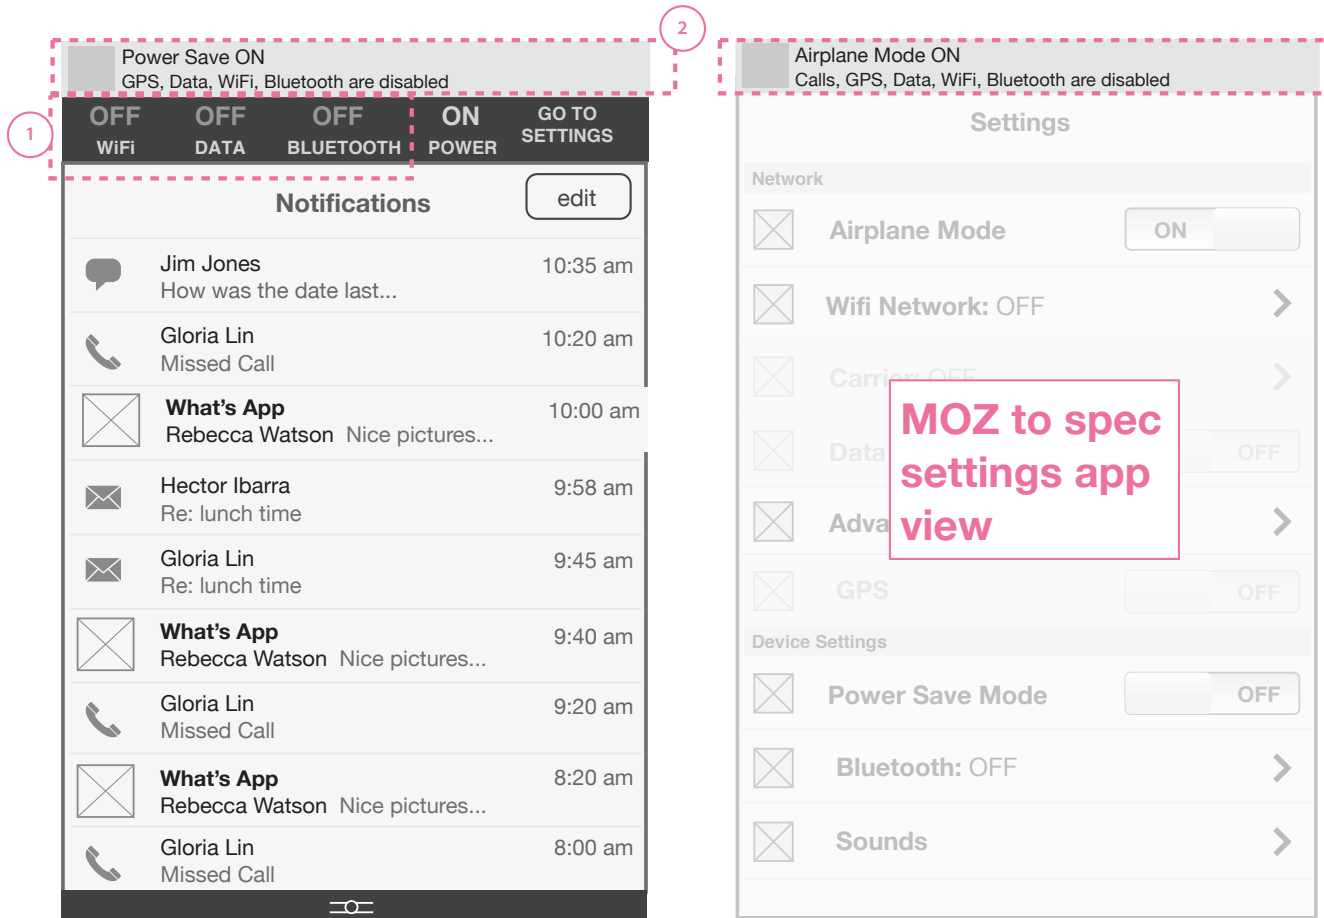 2
1
Power Save ON
GPS, Data, WiFi, Bluetooth are disabled
OFF OFF OFF ON GO TO SETTINGS
WiFi DATA BLUETOOTH POWER
Notifications edit
Jim Jones 10:35 am
How was the date last...
Gloria Lin 10:20 am
Missed Call
What's App 10:00 am
Rebecca Watson Nice pictures...
Hector Ibarra 9:58 am
Re: lunch time
Gloria Lin 9:45 am
Re: lunch time
What's App 9:40 am
Rebecca Watson Nice pictures...
Gloria Lin 9:20 am
Missed Call
What's App 8:20 am
Rebecca Watson Nice pictures...
Gloria Lin 8:00 am
Missed Call
Airplane Mode ON
Calls, GPS, Data, WiFi, Bluetooth are disabled
Settings
Network
Airplane Mode ON
Wifi Network: OFF
Carrier: OFF
Data OFF
Adva
MOZ to spec
settings app
view
GPS OFF
Device Settings
Power Save Mode OFF
Bluetooth: OFF
Sounds